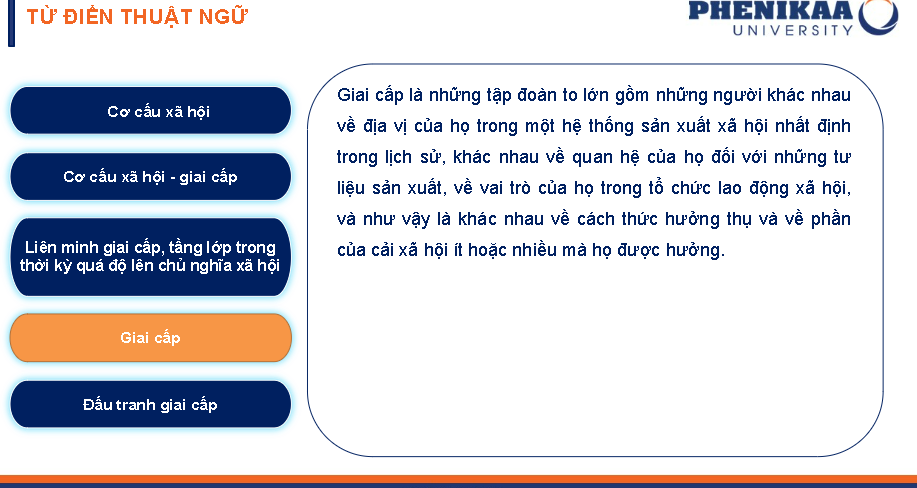 TỪ ĐIỂN THUẬT NGỮ
PHENIKAA
UNIVERSITY
Cơ cấu xã hội
Cơ cấu xã hội - giai cấp
Liên minh giai cấp, tầng lớp trong
thời kỳ quá độ lên chủ nghĩa xã hội
Giai cấp
Đấu tranh giai cấp
Giai cấp là những tập đoàn to lớn gồm những người khác nhau
về địa vị của họ trong một hệ thống sản xuất xã hội nhất định
trong lịch sử, khác nhau về quan hệ của họ đối với những tư
liệu sản xuất, về vai trò của họ trong tổ chức lao động xã hội,
và như vậy là khác nhau về cách thức hưởng thụ và về phần
của cải xã hội ít hoặc nhiều mà họ được hưởng.